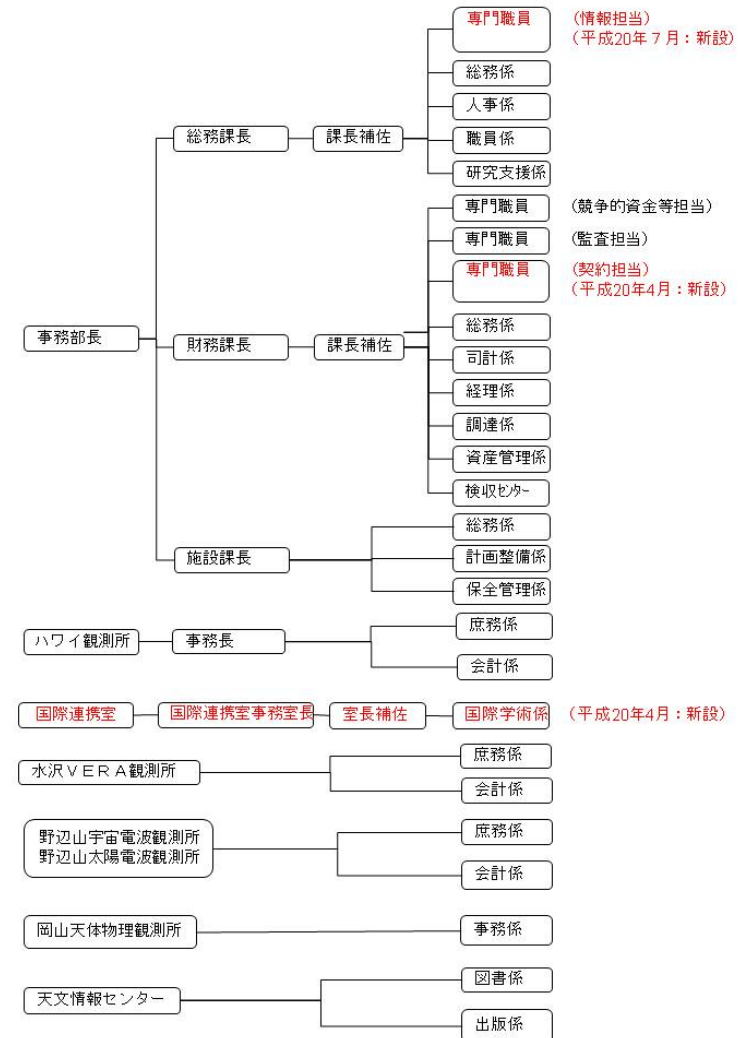 専門職員 (情報担当)
(平成20年7月:新設)
総務係
人事係
総務課長 課長補佐 職員係
研究支援係
専門職員 (競争的資金等担当)
専門職員 (監査担当)
専門職員 (契約担当)
(平成20年4月:新設)
総務係
事務部長 財務課長 課長補佐
司計係
経理係
調達係
資産管理係
検収センター
総務係
施設課長 計画整備係
保全管理係
庶務係
ハワイ観測所 事務長
会計係
国際連携室 国際連携室事務室長 室長補佐 国際学術係 (平成20年4月:新設)
庶務係
水沢VERA観測所
会計係
庶務係
野辺山宇宙電波観測所
野辺山太陽電波観測所
会計係
岡山天体物理観測所 事務係
図書係
天文情報センター
出版係